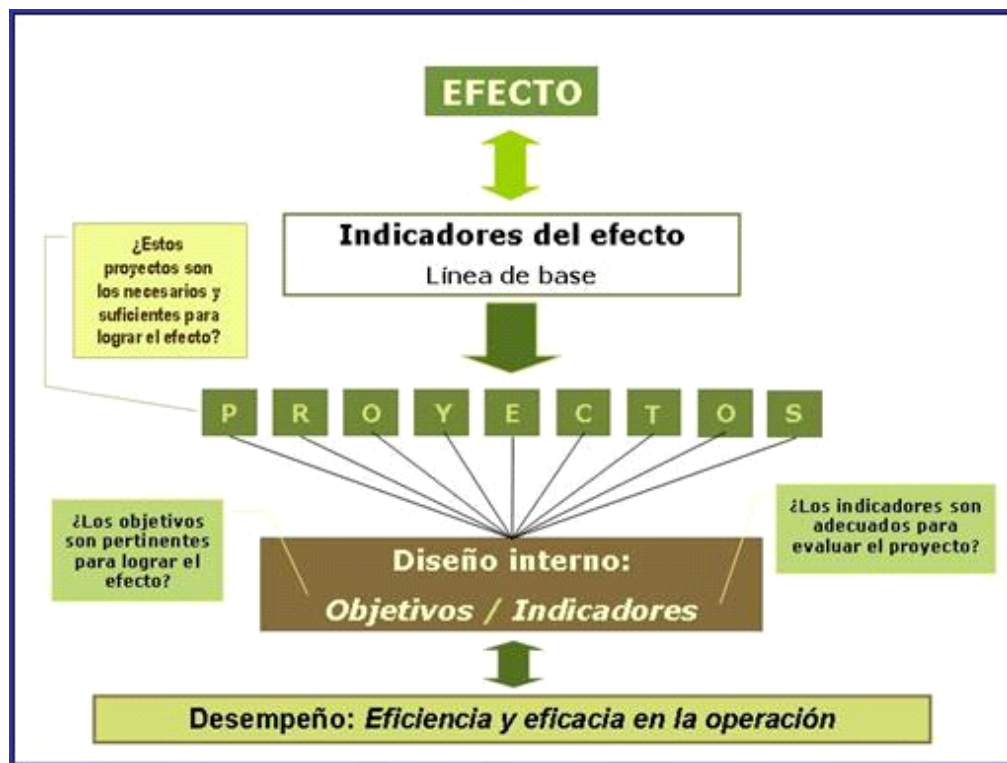 EFECTO
Indicadores del efecto
Línea de base
¿Estos
proyectos son
los necesarios y
suficientes para
lograr el efecto?
P R O Y E C T O S
¿Los objetivos
son pertinentes
para lograr el
efecto?
¿Los indicadores son
adecuados para
evaluar el proyecto?
Diseño interno:
Objetivos / Indicadores
Desempeño: Eficiencia y eficacia en la operación